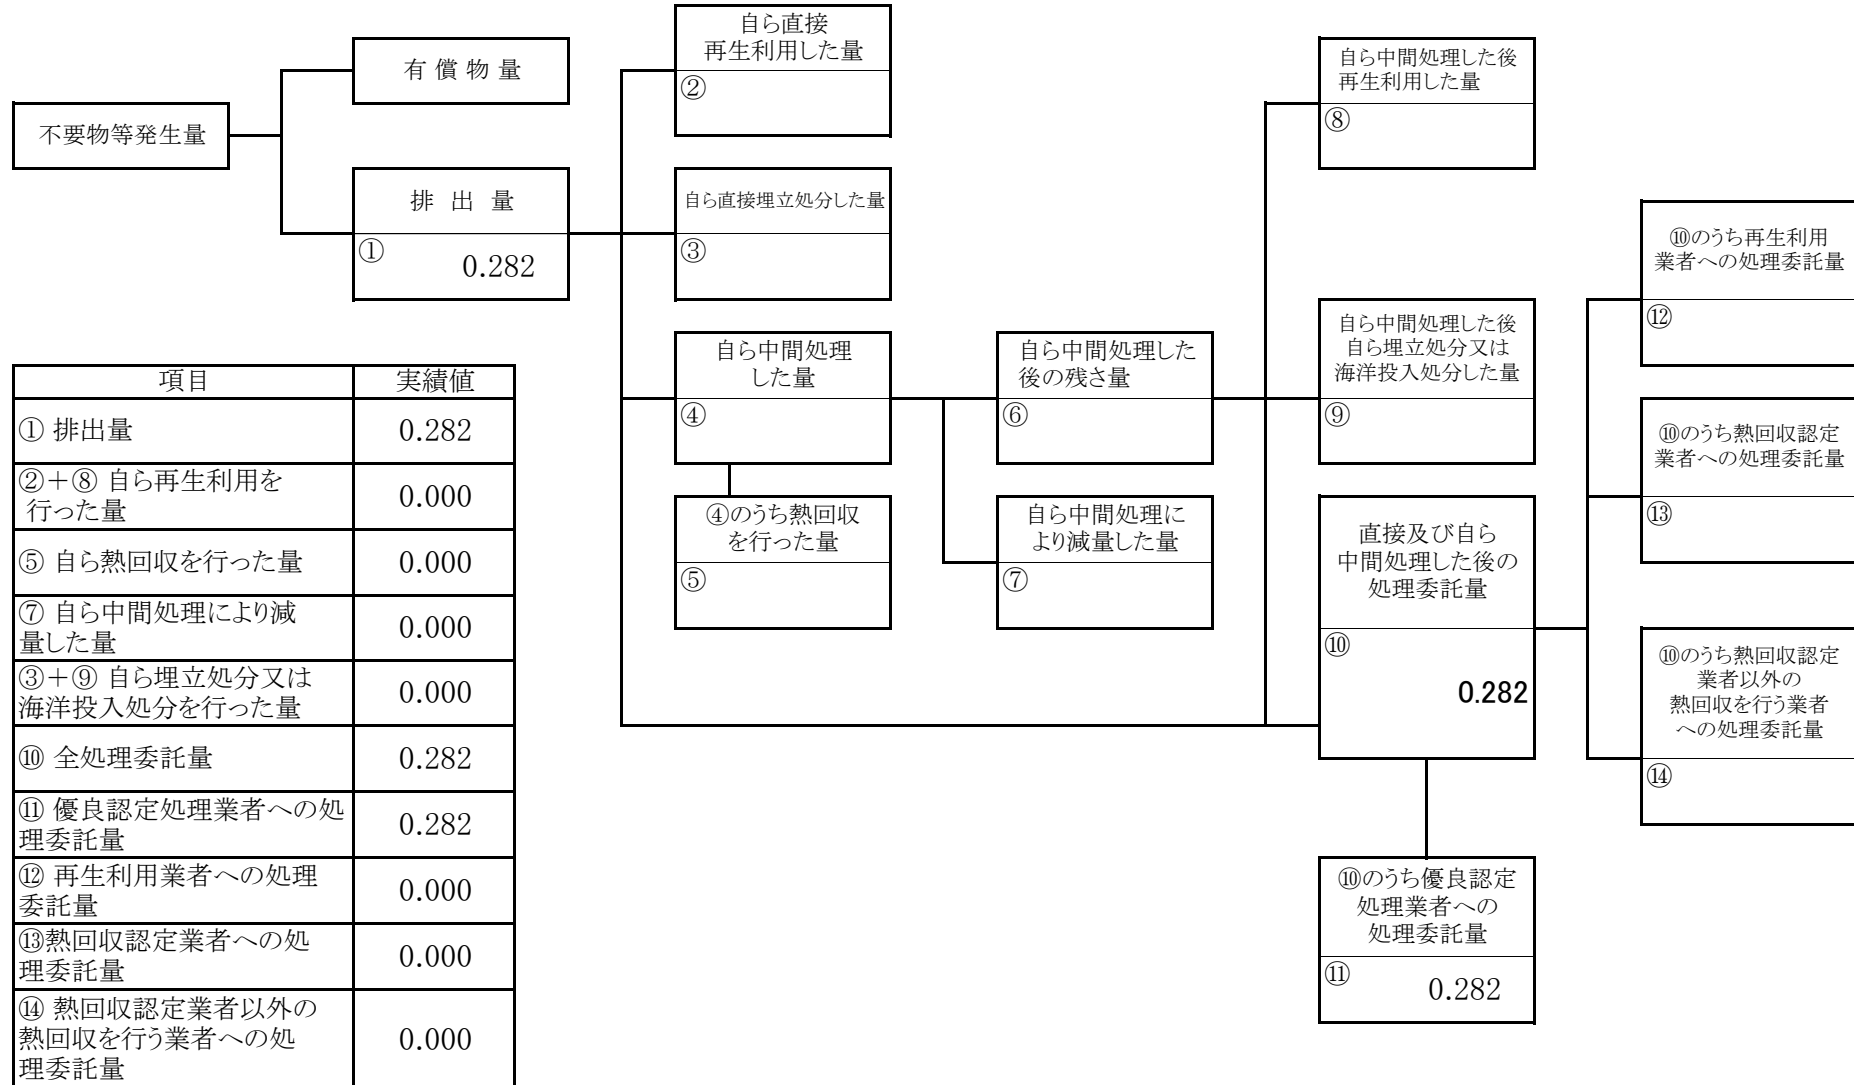 不要物等発生量
有 償 物 量
排 出 量
①
0.282
自ら直接
再生利用した量
②
自ら直接埋立処分した量
③
自ら中間処理
した量
④
④のうち熱回収
を行った量
⑤
自ら中間処理した
後の残さ量
⑥
自ら中間処理に
より減量した量
⑦
自ら中間処理した後
再生利用した量
⑧
自ら中間処理した後
自ら埋立処分又は
海洋投入処分した量
⑨
直接及び自ら
中間処理した後の
処理委託量
⑩
0.282
⑩のうち優良認定
処理業者への
処理委託量
⑪
0.282
⑩のうち再生利用
業者への処理委託量
⑫
⑩のうち熱回収認定
業者への処理委託量
⑬
⑩のうち熱回収認定
業者以外の
熱回収を行う業者
への処理委託量
⑭
項目 実績値
① 排出量 0.282
②＋⑧ 自ら再生利用を
行った量 0.000
⑤ 自ら熱回収を行った量 0.000
⑦ 自ら中間処理により減
量した量 0.000
③＋⑨ 自ら埋立処分又は
海洋投入処分を行った量 0.000
⑩ 全処理委託量 0.282
⑪ 優良認定処理業者への処
理委託量 0.282
⑫ 再生利用業者への処理
委託量 0.000
⑬熱回収認定業者への処
理委託量 0.000
⑭ 熱回収認定業者以外の
熱回収を行う業者への処
理委託量 0.000